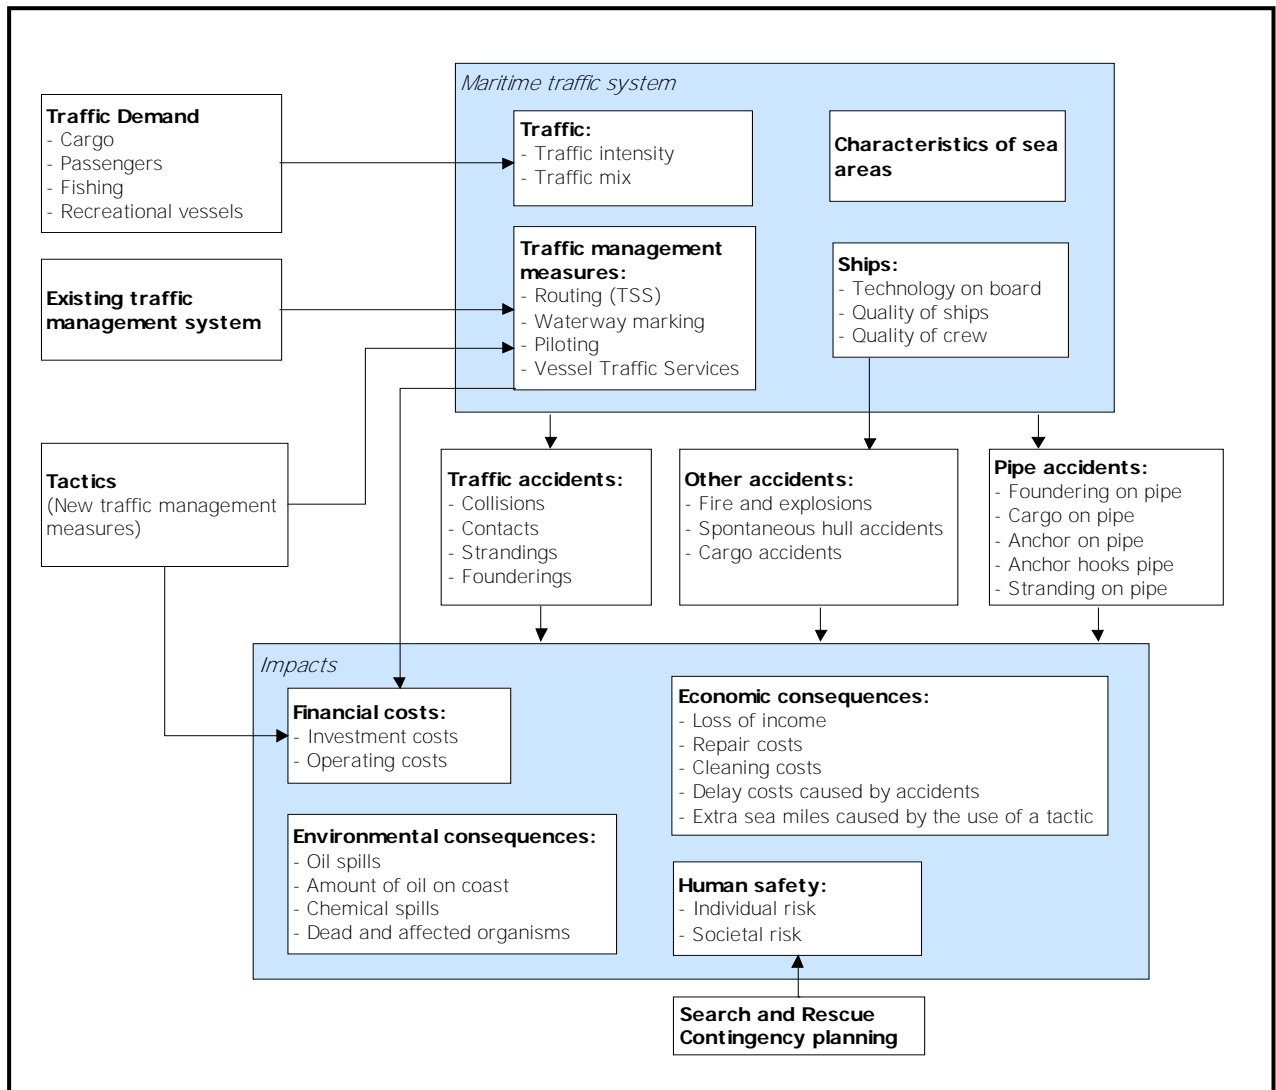 Maritime traffic system
Traffic Demand
- Cargo
- Passengers
- Fishing
- Recreational vessels
Traffic:
- Traffic intensity
- Traffic mix
Characteristics of sea
areas
Existing traffic
management system
Traffic management
measures:
- Routing (TSS)
- Waterway marking
- Piloting
- Vessel Traffic Services
Ships:
- Technology on board
- Quality of ships
- Quality of crew
Tactics
(New traffic management
measures)
Traffic accidents:
- Collisions
- Contacts
- Strandings
- Founderings
Other accidents:
- Fire and explosions
- Spontaneous hull accidents
- Cargo accidents
Pipe accidents:
- Foundering on pipe
- Cargo on pipe
- Anchor on pipe
- Anchor hooks pipe
- Stranding on pipe
Impacts
Financial costs:
- Investment costs
- Operating costs
Economic consequences:
- Loss of income
- Repair costs
- Cleaning costs
- Delay costs caused by accidents
- Extra sea miles caused by the use of a tactic
Environmental consequences:
- Oil spills
- Amount of oil on coast
- Chemical spills
- Dead and affected organisms
Human safety:
- Individual risk
- Societal risk
Search and Rescue
Contingency planning